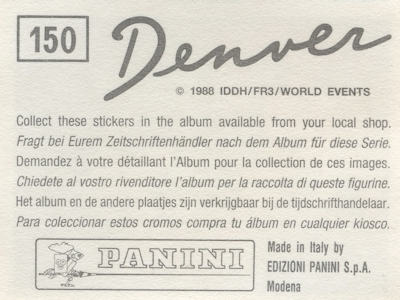 150
Denver
© 1988 IDDH/FR3/WORLD EVENTS
Collect these stickers in the album available from your local shop.
Fragt bei Eurem Zeitschriftenhändler nach dem Album für diese Serie.
Demandez à votre détaillant l'Album pour la collection de ces images.
Chiedete al vostro rivenditore l'album per la raccolta di queste figurine.
Het album en de andere plaatjes zijn verkrijgbaar bij de tijdschrifthandelaar.
Para coleccionar estos cromos compra tu álbum en cualquier kiosco.
PANINI
Made in Italy by
EDIZIONI PANINI S.p.A.
Modena